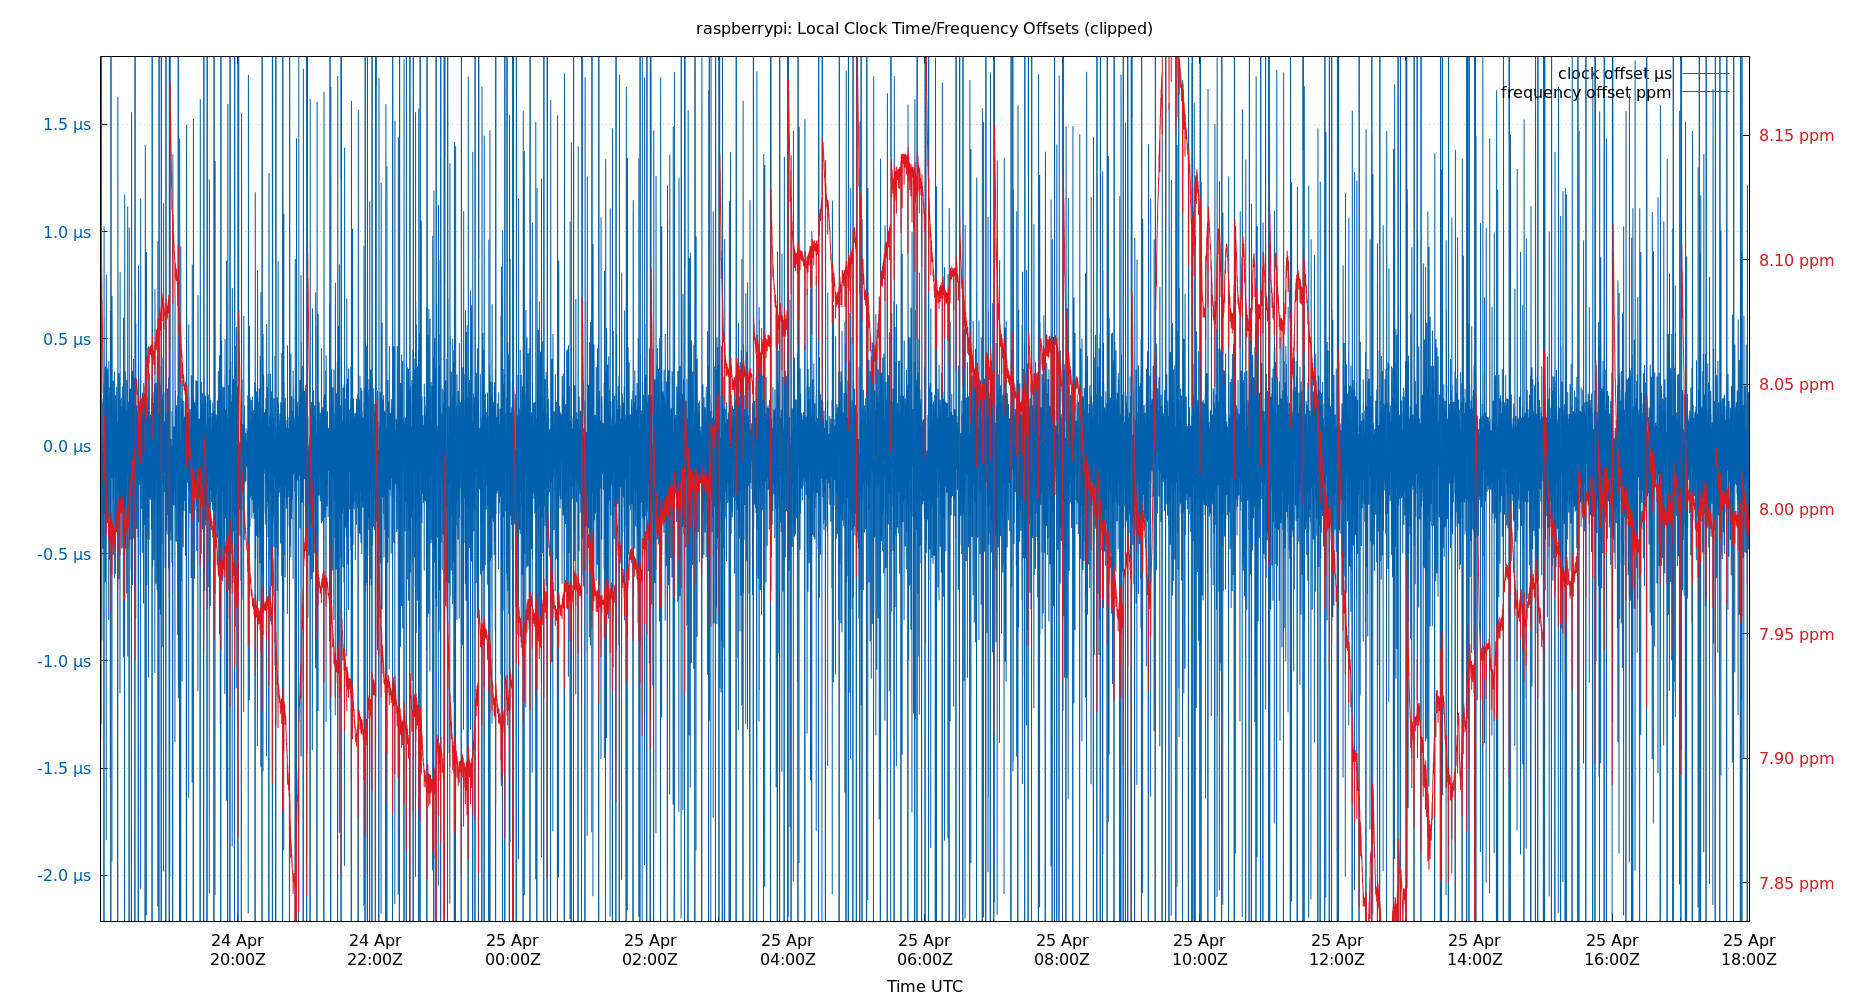 raspberrypi: Local Clock Time/Frequency Offsets (clipped)
clock offset µs
frequency offset ppm
1.5 µs
1.0 µs
0.5 µs
0.0 µs
-0.5 µs
-1.0 µs
-1.5 µs
-2.0 µs
8.15 ppm
8.10 ppm
8.05 ppm
8.00 ppm
7.95 ppm
7.90 ppm
7.85 ppm
24 Apr 24 Apr 25 Apr 25 Apr 25 Apr 25 Apr 25 Apr 25 Apr 25 Apr 25 Apr 25 Apr 25 Apr
20:00Z 22:00Z 00:00Z 02:00Z 04:00Z 06:00Z 08:00Z 10:00Z 12:00Z 14:00Z 16:00Z 18:00Z
Time UTC